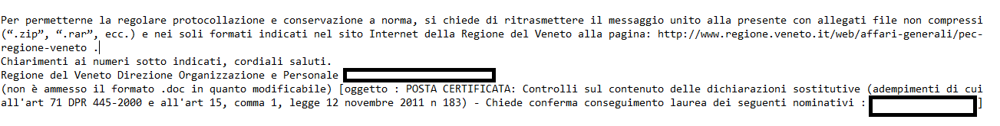 Per permetterne la regolare protocollazione e conservazione a norma, si chiede di ritrasmettere il messaggio unito alla presente con allegati file non compressi
(“.zip”, “.rar”, ecc.) e nei soli formati indicati nel sito Internet della Regione del Veneto alla pagina: http://www.regione.veneto.it/web/affari-generali/pec-
regione-veneto .
Chiarimenti ai numeri sotto indicati, cordiali saluti.
Regione del Veneto Direzione Organizzazione e Personale
(non è ammesso il formato .doc in quanto modificabile) [oggetto : POSTA CERTIFICATA: Controlli sul contenuto delle dichiarazioni sostitutive (adempimenti di cui
all'art 71 DPR 445-2000 e all'art 15, comma 1, legge 12 novembre 2011 n 183) - Chiede conferma conseguimento laurea dei seguenti nominativi : ]